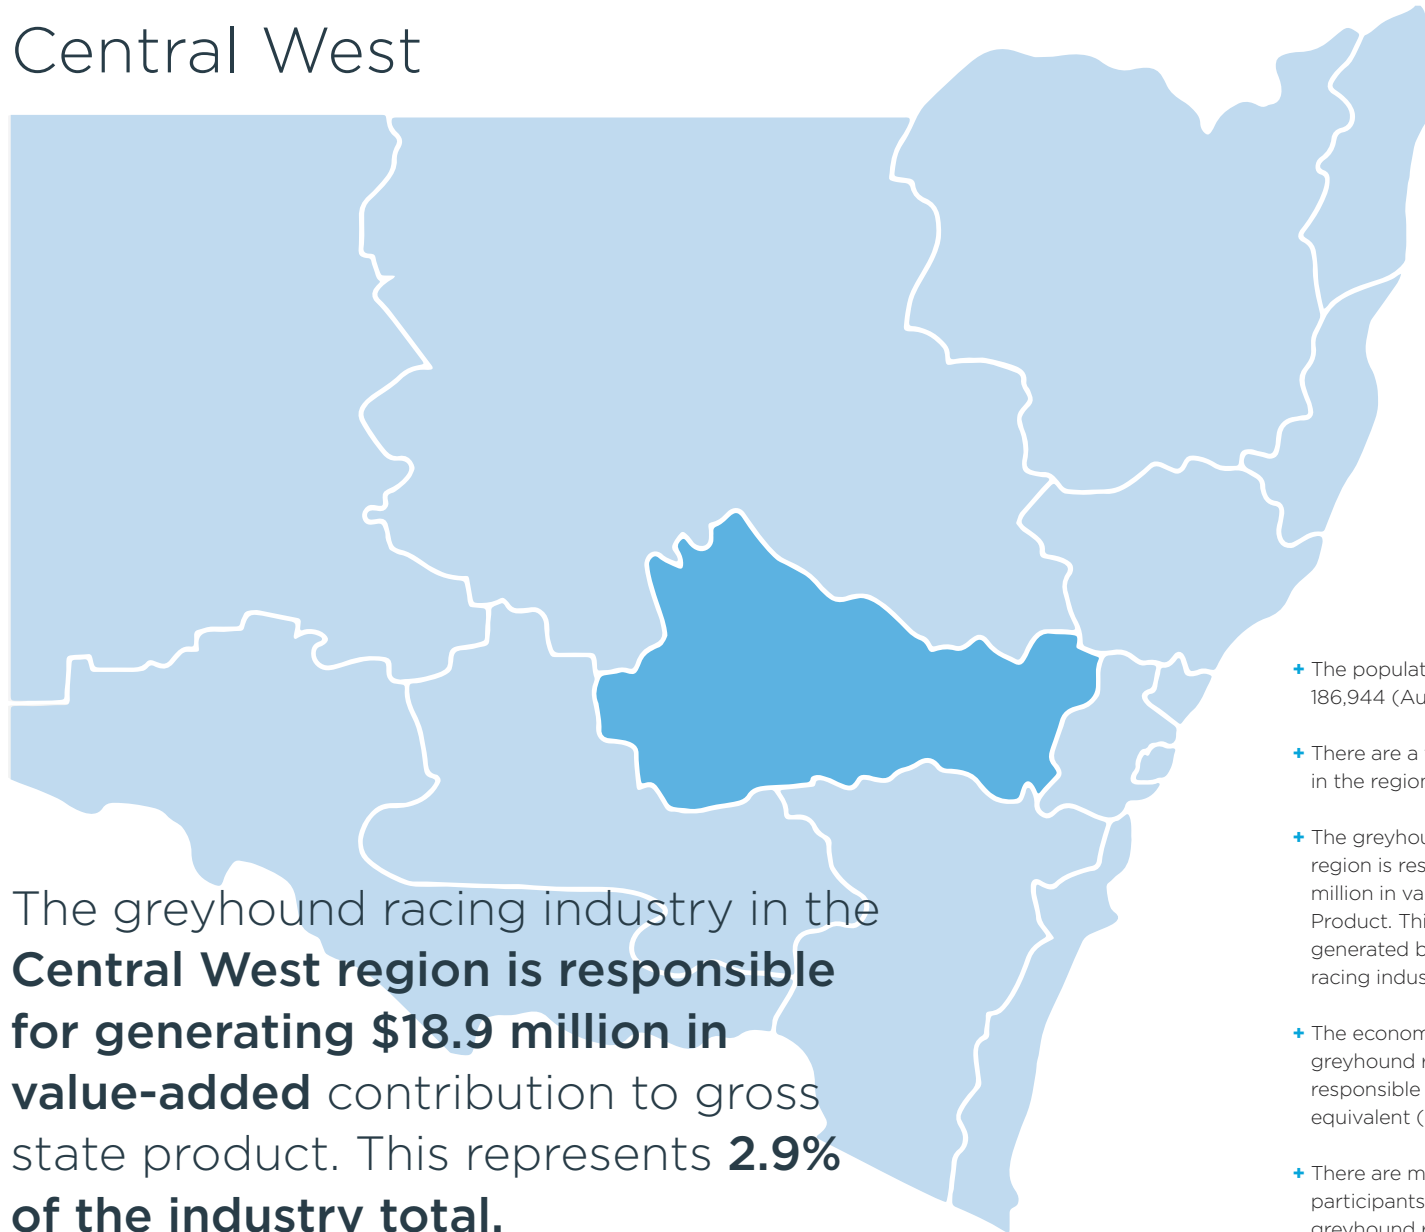 Central West
The greyhound racing industry in the
Central West region is responsible
for generating $18.9 million in
value-added contribution to gross
state product. This represents 2.9%
of the industry total.
+ The populat
186,944 (Au
+ There are a
in the region
+ The greyhou
region is res
million in va
Product. Thi
generated b
racing indus
+ The econom
greyhound r
responsible
equivalent (
+ There are m
participants
greyhound r